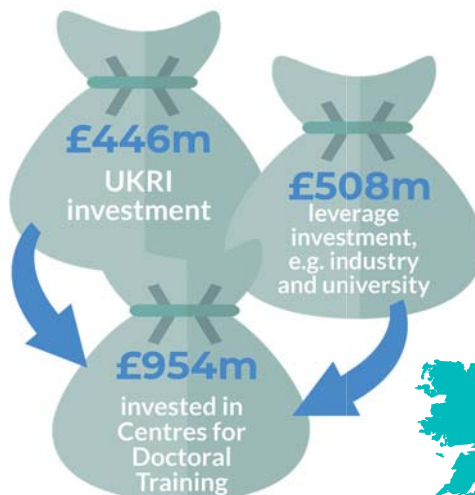 £446m
UKRI
investment
£508m
leverage
investment,
e.g. industry
and university
£954m
invested in
Centres for
Doctoral
Training